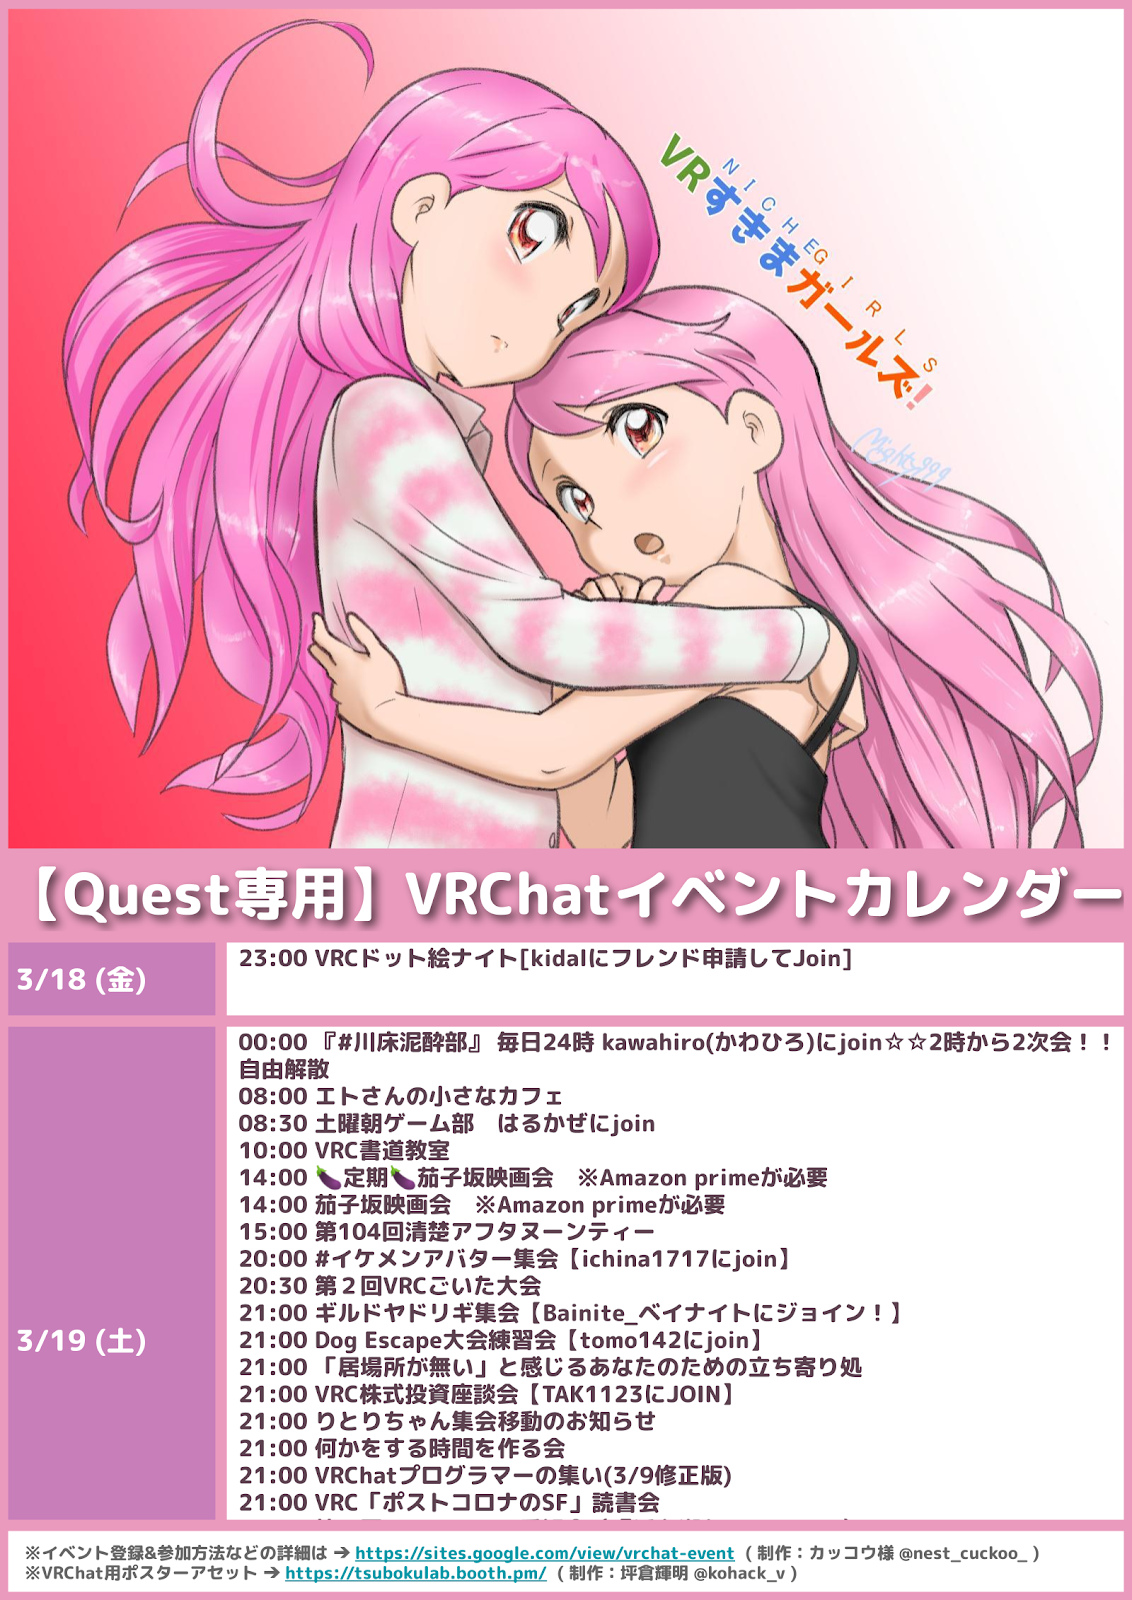 NICHE GIRLS
VRすきまガールズ!
Mighty999
【Quest専用】VRChatイベントカレンダー
3/18 (金)
23:00 VRCドット絵ナイト[kidalにフレンド申請してJoin]
3/19 (土)
00:00 『#川床泥酔部』 毎日24時 kawahiro(かわひろ)にjoin☆☆2時から2次会！！
自由解散
08:00 エトさんの小さなカフェ
08:30 土曜朝ゲーム部　はるかぜにjoin
10:00 VRC書道教室
14:00 🍆定期🍆茄子坂映画会　※Amazon primeが必要
14:00 茄子坂映画会　※Amazon primeが必要
15:00 第104回清楚アフタヌーンティー
20:00 #イケメンアバター集会【ichina1717にjoin】
20:30 第２回VRCごいた大会
21:00 ギルドヤドリギ集会【Bainite_ベイナイトにジョイン！】
21:00 Dog Escape大会練習会【tomo142にjoin】
21:00 「居場所が無い」と感じるあなたのための立ち寄り処
21:00 VRC株式投資座談会【TAK1123にJOIN】
21:00 りとりちゃん集会移動のお知らせ
21:00 何かをする時間を作る会
21:00 VRChatプログラマーの集い(3/9修正版)
21:00 VRC「ポストコロナのSF」読書会
※イベント登録&参加方法などの詳細は ➔ https://sites.google.com/view/vrchat-event ( 制作：カッコウ様 @nest_cuckoo_ )
※VRChat用ポスターアセット ➔ https://tsubokulab.booth.pm/ ( 制作：坪倉輝明 @kohack_v )